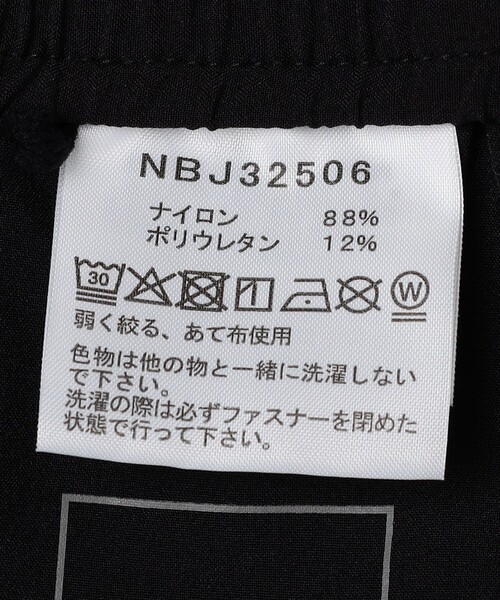 NBJ32506
ナイロン 88%
ポリウレタン 12%
30 W
弱く絞る、あて布使用
色物は他の物と一緒に洗濯しない
で下さい。
洗濯の際は必ずファスナーを閉めた
状態で行って下さい。